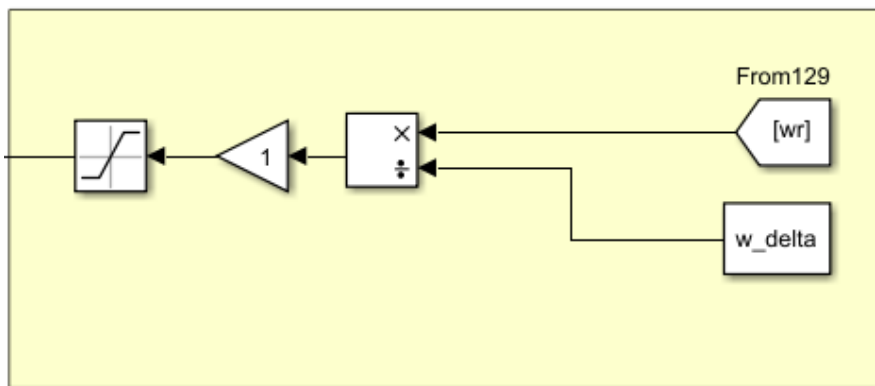 From129
[wr]
×
1
÷
w_delta